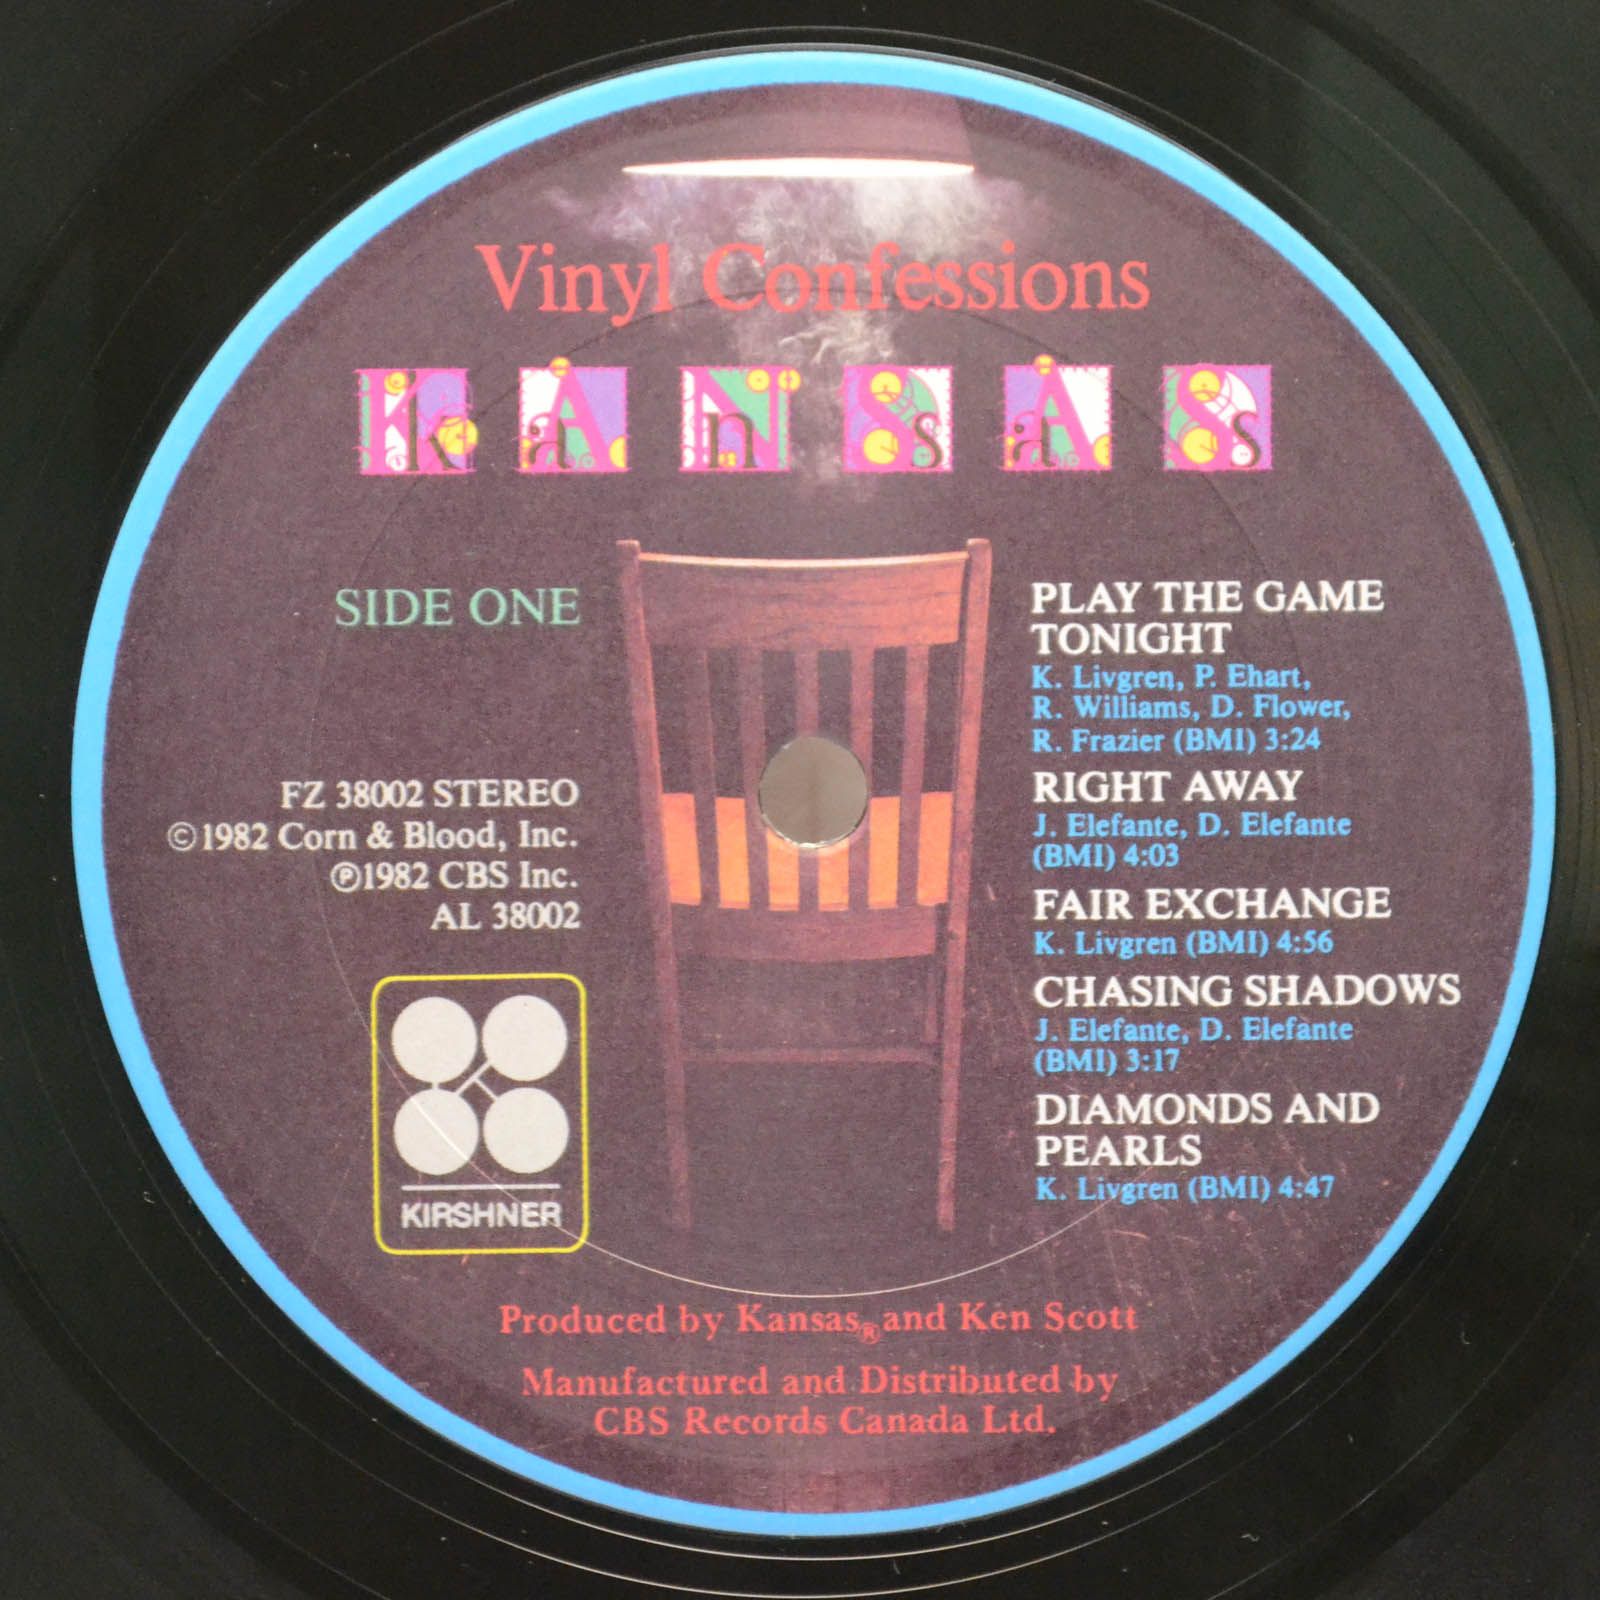 Vinyl Confessions
KANSAS
SIDE ONE
FZ 38002 STEREO
©1982 Corn & Blood, Inc.
℗1982 CBS Inc.
AL 38002
KIRSHNER
PLAY THE GAME
TONIGHT
K. Livgren, P. Ehart,
R. Williams, D. Flower,
R. Frazier (BMI) 3:24
RIGHT AWAY
J. Elefante, D. Elefante
(BMI) 4:03
FAIR EXCHANGE
K. Livgren (BMI) 4:56
CHASING SHADOWS
J. Elefante, D. Elefante
(BMI) 3:17
DIAMONDS AND
PEARLS
K. Livgren (BMI) 4:47
Produced by Kansas® and Ken Scott
Manufactured and Distributed by
CBS Records Canada Ltd.